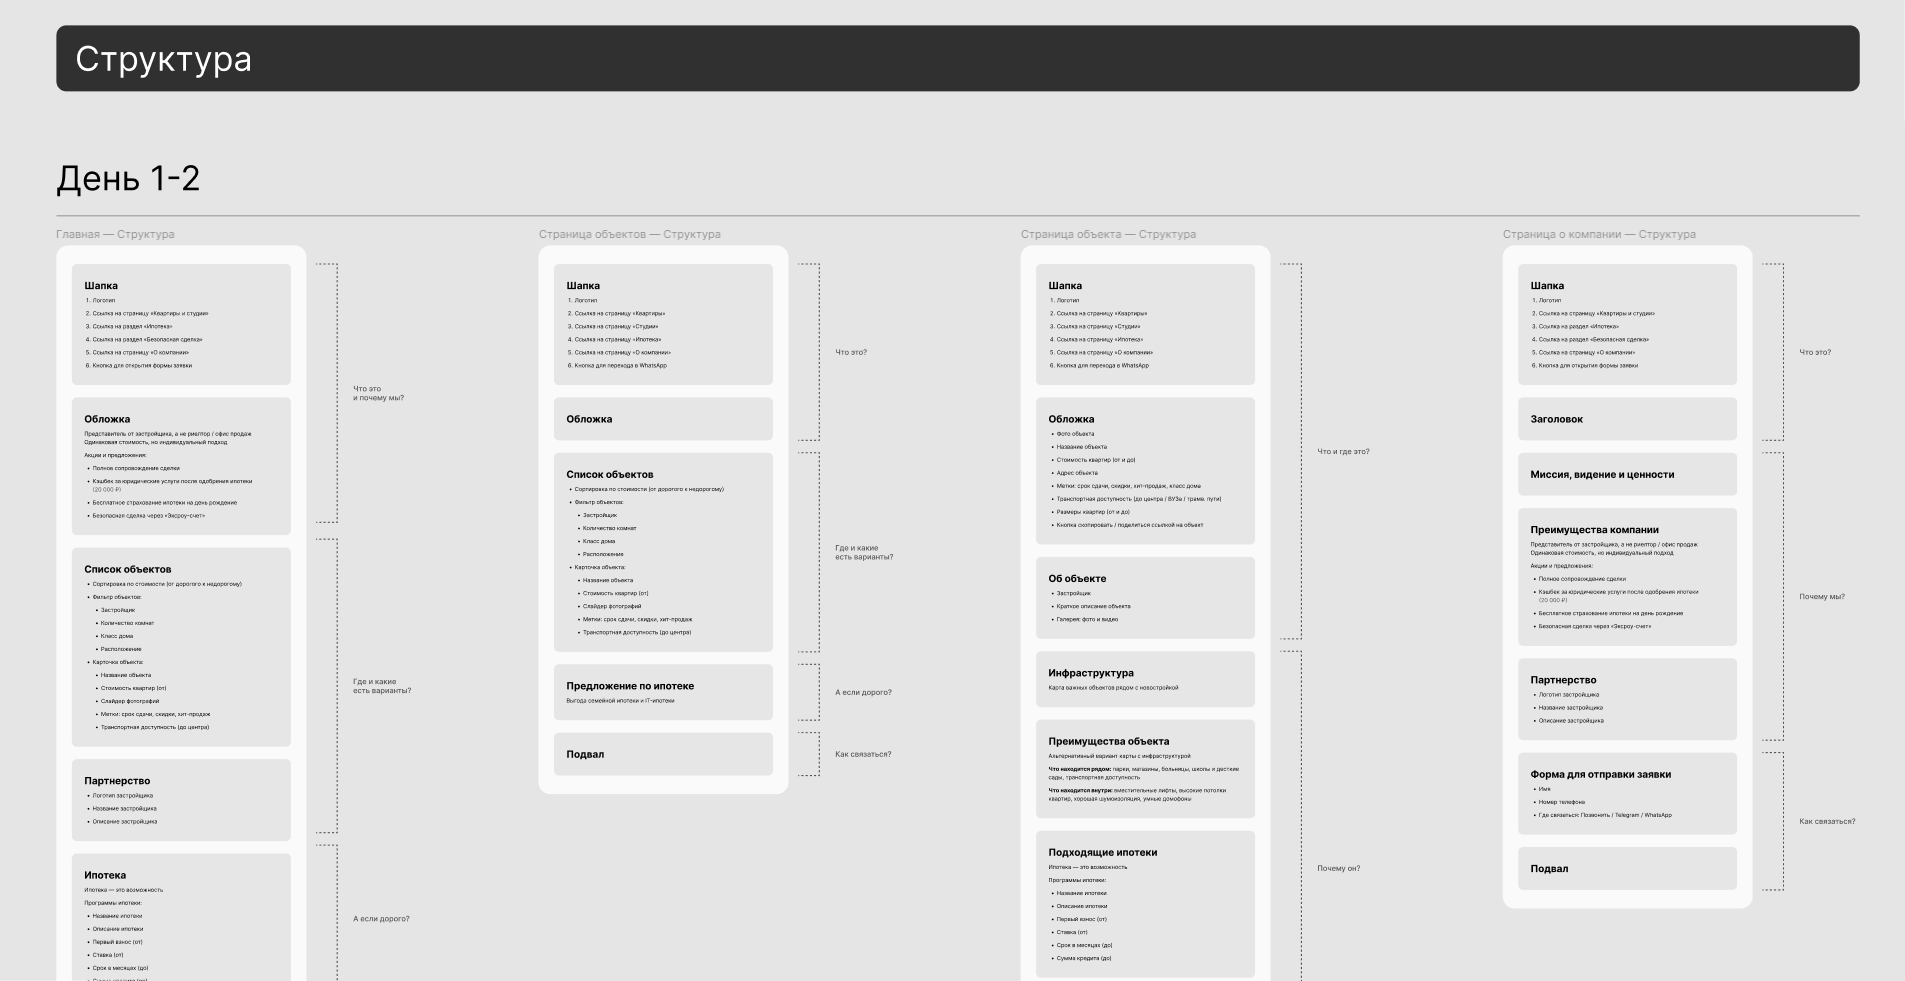 Структура
День 1-2
Главная — Структура
Шапка
1. Логотип
2. Ссылка на страницу «Квартиры и студии»
3. Ссылка на раздел «Ипотека»
4. Ссылка на раздел «Безопасная сделка»
5. Ссылка на страницу «О компании»
6. Кнопка для открытия формы заявки
Обложка
Представитель от застройщика, а не риелтор / офис продаж
Одинаковая стоимость, но индивидуальный подход
Акции и предложения:
• Полное сопровождение сделки
• Кэшбек за юридические услуги после одобрения ипотеки
(20 000 ₽)
• Бесплатное страхование ипотеки на день рождение
• Безопасная сделка через «Эксроу-счет»
Что это
и почему мы?
Список объектов
• Сортировка по стоимости (от дорогого к недорогому)
• Фильтр объектов:
• Застройщик
• Количество комнат
• Класс дома
• Расположение
• Карточка объекта:
• Название объекта
• Стоимость квартир (от)
• Слайдер фотографий
• Метки: срок сдачи, скидки, хит-продаж
• Транспортная доступность (до центра)
Партнерство
• Логотип застройщика
• Название застройщика
• Описание застройщика
Где и какие
есть варианты?
Ипотека
Ипотека — это возможность
Программы ипотеки:
• Название ипотеки
• Описание ипотеки
• Первый взнос (от)
• Ставка (от)
• Срок в месяцах (до)
А если дорого?
Страница объектов — Структура
Шапка
1. Логотип
2. Ссылка на страницу «Квартиры»
3. Ссылка на страницу «Студии»
4. Ссылка на страницу «Ипотека»
5. Ссылка на страницу «О компании»
6. Кнопка для перехода в WhatsApp
Обложка
Что это?
Список объектов
• Сортировка по стоимости (от дорогого к недорогому)
• Фильтр объектов:
• Застройщик
• Количество комнат
• Класс дома
• Расположение
• Карточка объекта:
• Название объекта
• Стоимость квартир (от)
• Слайдер фотографий
• Метки: срок сдачи, скидки, хит-продаж
• Транспортная доступность (до центра)
Где и какие
есть варианты?
Предложение по ипотеке
Выгода семейной ипотеки и IT-ипотеки
А если дорого?
Подвал
Как связаться?
Страница объекта — Структура
Шапка
1. Логотип
2. Ссылка на страницу «Квартиры»
3. Ссылка на страницу «Студии»
4. Ссылка на страницу «Ипотека»
5. Ссылка на страницу «О компании»
6. Кнопка для перехода в WhatsApp
Обложка
• Фото объекта
• Название объекта
• Стоимость квартир (от и до)
• Адрес объекта
• Метки: срок сдачи, скидки, хит-продаж, класс дома
• Транспортная доступность (до центра / ВУЗа / трамв. пути)
• Размеры квартир (от и до)
• Кнопка скопировать / поделиться ссылкой на объект
Об объекте
• Застройщик
• Краткое описание объекта
• Галерея: фото и видео
Что и где это?
Инфраструктура
Карта важных объектов рядом с новостройкой
Преимущества объекта
Альтернативный вариант карты с инфраструктурой
Что находится рядом: парки, магазины, больницы, школы и десткие
сады, транспортная доступность
Что находится внутри: вместительные лифты, высокие потолки
квартир, хорошая шумоизоляция, умные домофоны
Подходящие ипотеки
Ипотека — это возможность
Программы ипотеки:
• Название ипотеки
• Описание ипотеки
• Первый взнос (от)
• Ставка (от)
• Срок в месяцах (до)
• Сумма кредита (до)
Почему он?
Страница о компании — Структура
Шапка
1. Логотип
2. Ссылка на страницу «Квартиры и студии»
3. Ссылка на раздел «Ипотека»
4. Ссылка на раздел «Безопасная сделка»
5. Ссылка на страницу «О компании»
6. Кнопка для открытия формы заявки
Заголовок
Что это?
Миссия, видение и ценности
Преимущества компании
Представитель от застройщика, а не риелтор / офис продаж
Одинаковая стоимость, но индивидуальный подход
Акции и предложения:
• Полное сопровождение сделки
• Кэшбек за юридические услуги после одобрения ипотеки
(20 000 ₽)
• Бесплатное страхование ипотеки на день рождение
• Безопасная сделка через «Эксроу-счет»
Партнерство
• Логотип застройщика
• Название застройщика
• Описание застройщика
Почему мы?
Форма для отправки заявки
• Имя
• Номер телефона
• Где связаться: Позвонить / Telegram / WhatsApp
Подвал
Как связаться?